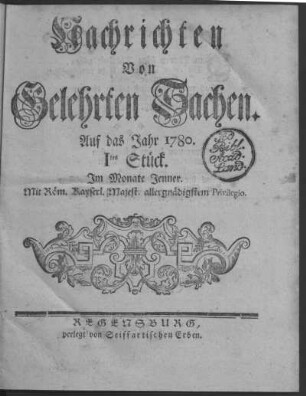 Nachrichten
Von
Gelehrten Sachen.
Auf das Jahr 1780.
Ins Stück.
Im Monate Jenner.
Mit Röm. Kayserl. Majest: allergnädigstem Privilegio.
REGENSBURG,
verlegt von Seiffartischen Erben.